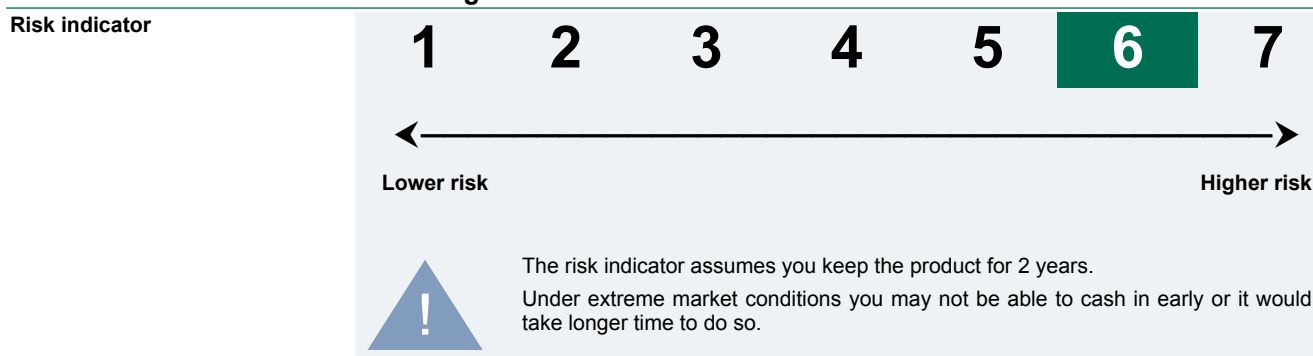 Risk indicator
1 2 3 4 5 6 7
Lower risk Higher risk
!
The risk indicator assumes you keep the product for 2 years.
Under extreme market conditions you may not be able to cash in early or it would
take longer time to do so.